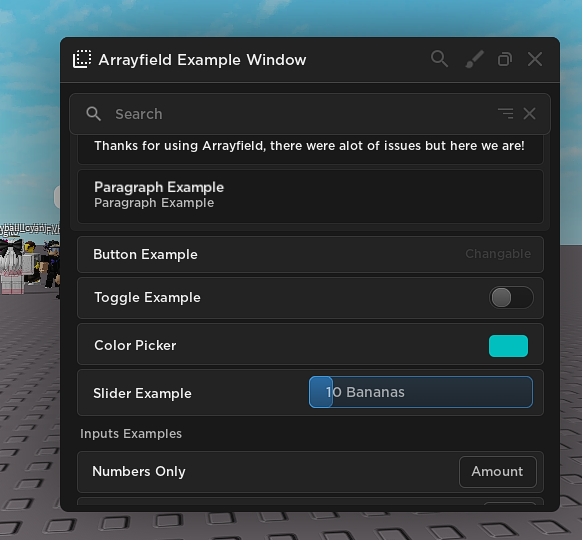 Arrayfield Example Window
Search
Thanks for using Arrayfield, there were alot of issues but here we are!
Paragraph Example
Paragraph Example
Button Example Changable
Toggle Example
Color Picker
Slider Example 10 Bananas
Inputs Examples
Numbers Only Amount